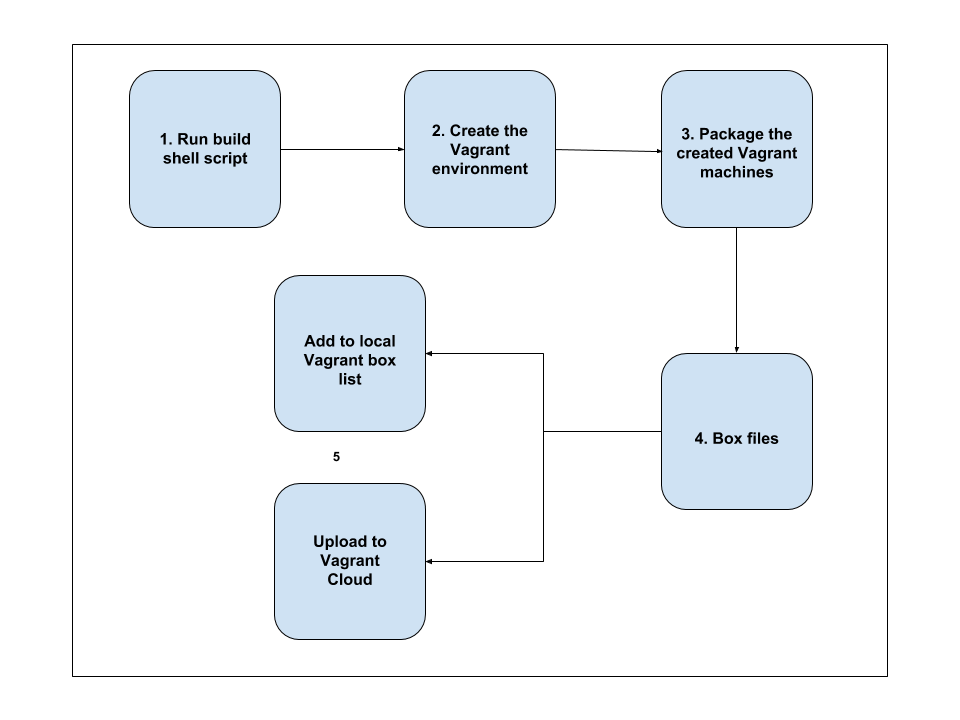 1. Run build
shell script
2. Create the
Vagrant
environment
3. Package the
created Vagrant
machines
4. Box files
Add to local
Vagrant box
list
5
Upload to
Vagrant
Cloud